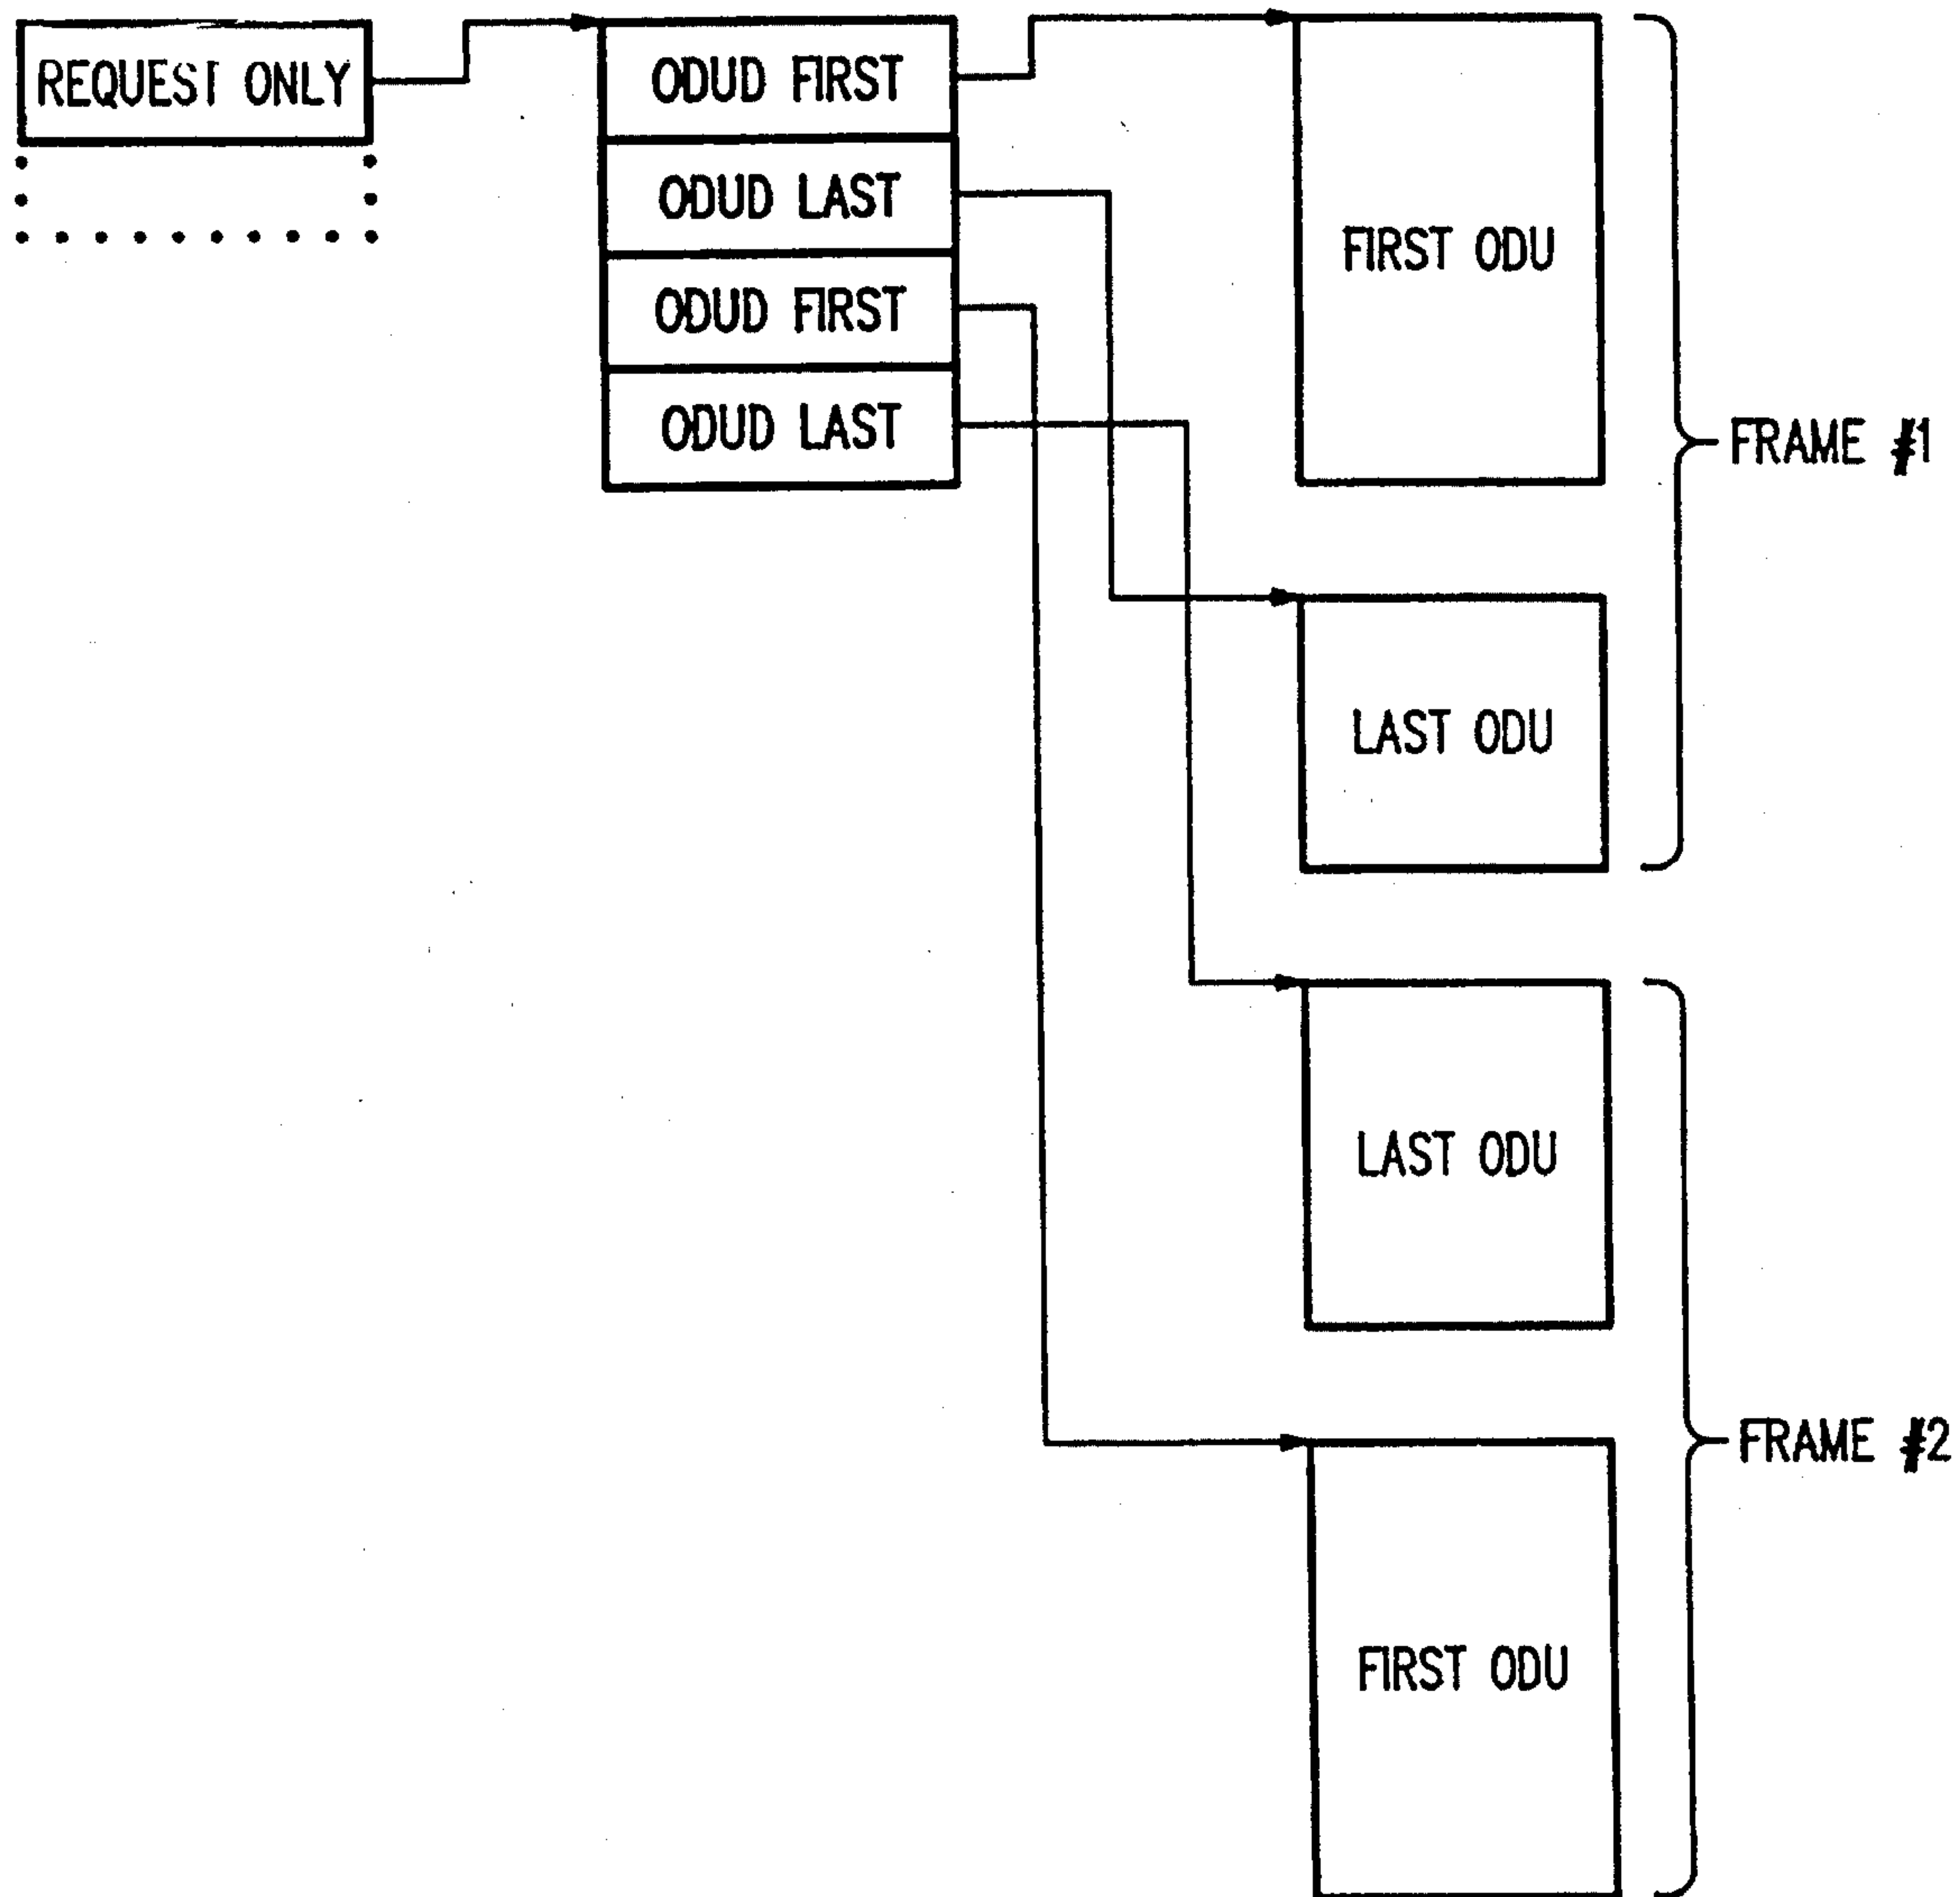 REQUEST ONLY
ODUD FIRST
ODUD LAST
ODUD FIRST
ODUD LAST
FIRST ODU
FRAME #1
LAST ODU
LAST ODU
FRAME #2
FIRST ODU